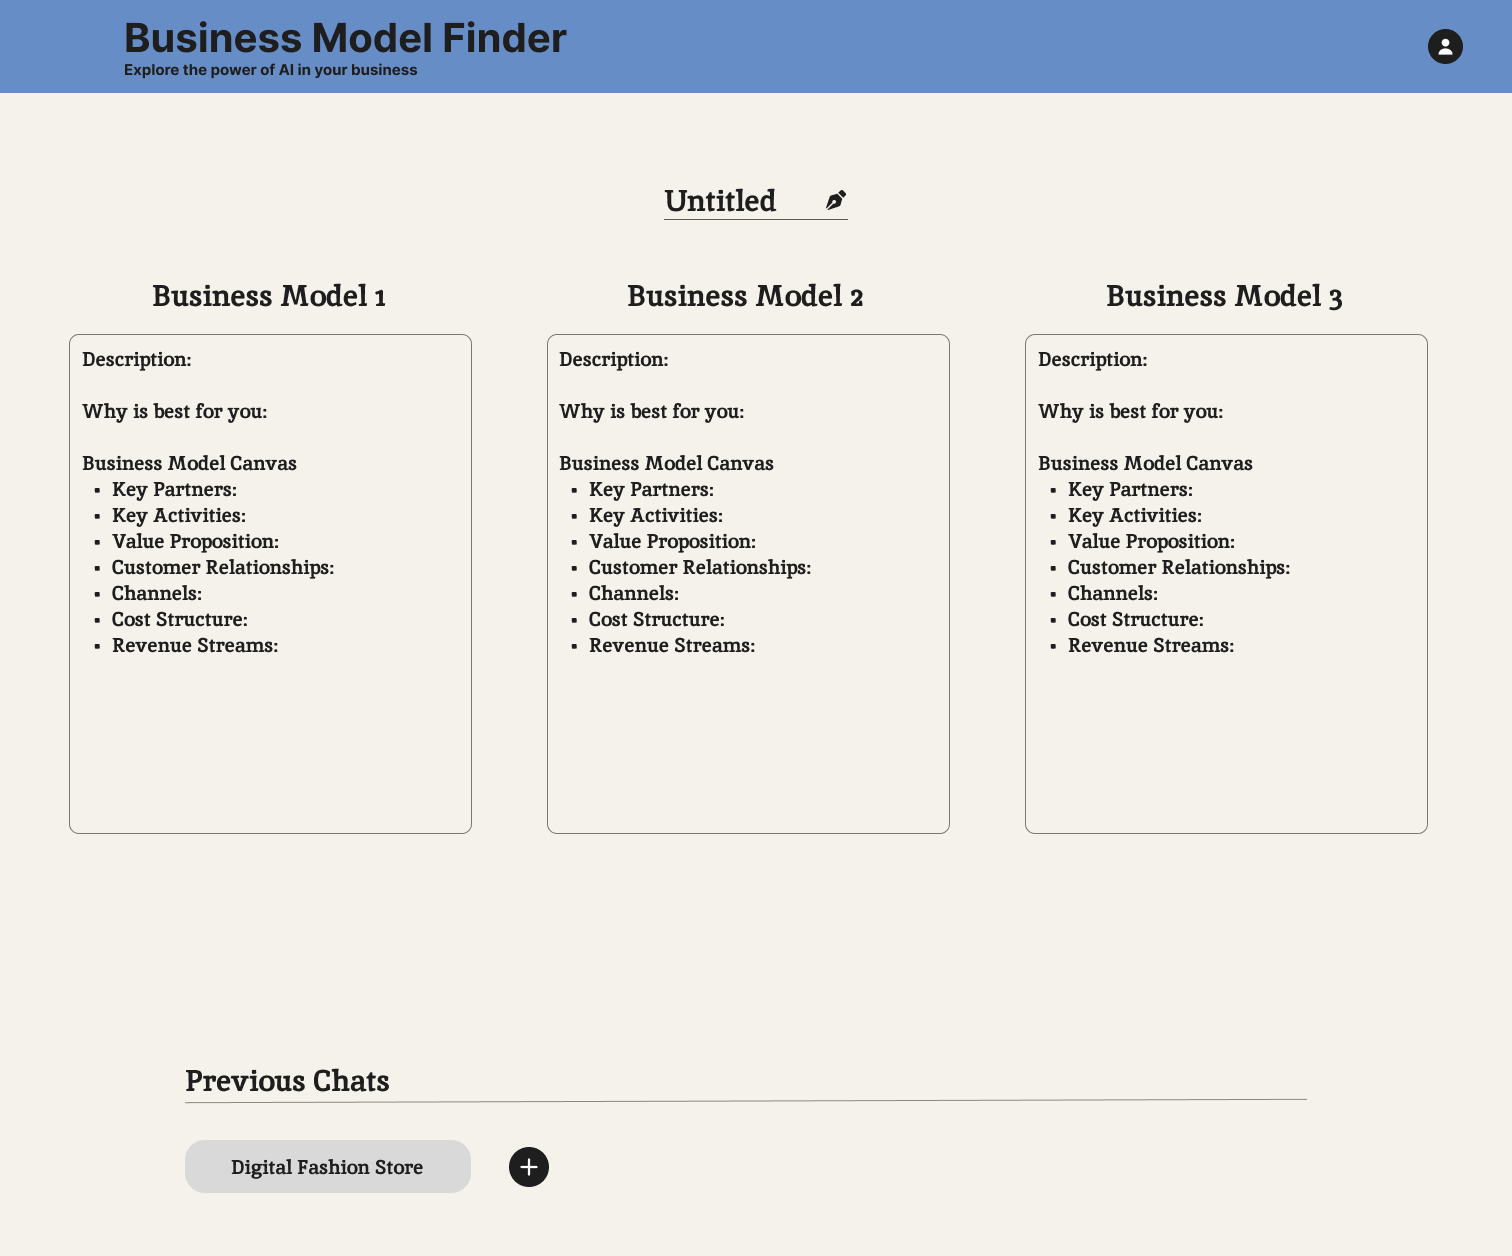 Business Model Finder
Explore the power of AI in your business
Untitled
Business Model 1
Description:
Why is best for you:
Business Model Canvas
▪ Key Partners:
▪ Key Activities:
▪ Value Proposition:
▪ Customer Relationships:
▪ Channels:
▪ Cost Structure:
▪ Revenue Streams:
Business Model 2
Description:
Why is best for you:
Business Model Canvas
▪ Key Partners:
▪ Key Activities:
▪ Value Proposition:
▪ Customer Relationships:
▪ Channels:
▪ Cost Structure:
▪ Revenue Streams:
Business Model 3
Description:
Why is best for you:
Business Model Canvas
▪ Key Partners:
▪ Key Activities:
▪ Value Proposition:
▪ Customer Relationships:
▪ Channels:
▪ Cost Structure:
▪ Revenue Streams:
Previous Chats
Digital Fashion Store